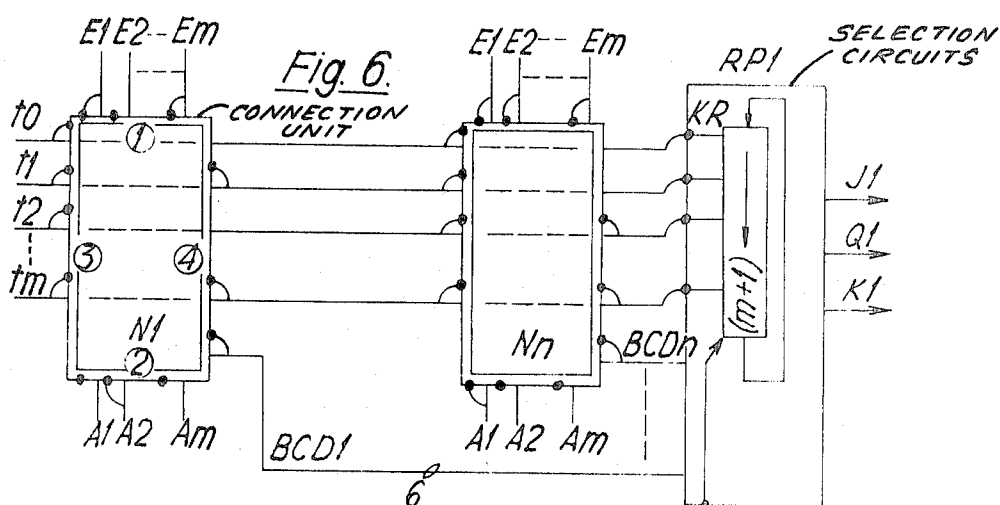 E1 E2 -- Em
Fig. 6.
CONNECTION
UNIT
E1 E2 -- Em
RP1
SELECTION
CIRCUITS
t0
t1
t2
tm
1
3
4
N1
2
A1 A2 Am
BCD1
6
Nn
A1 A2 Am
BCDn
KR
(m+1)
J1
Q1
K1